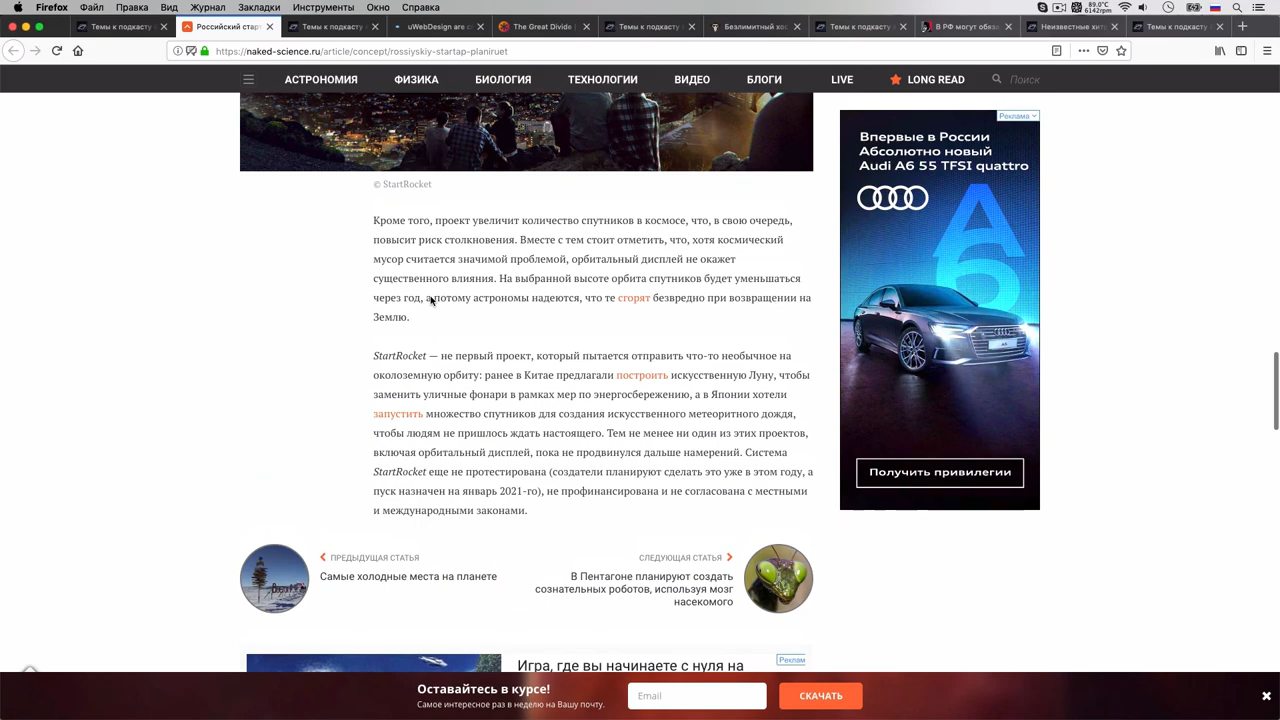 Firefox Файл Правка Вид Журнал Закладки Инструменты Окно Справка
89.0°C
6142rpm
Темы к подкасту
Российский стар
Темы к подкасту
uWebDesign are c
The Great Divide
Темы к подкасту
Безлимитный хос
Темы к подкасту
В РФ могут обяза
Неизвестные хит
Темы к подкасту
https://naked-science.ru/article/concept/rossiyskiy-startap-planiruet
АСТРОНОМИЯ ФИЗИКА БИОЛОГИЯ ТЕХНОЛОГИИ ВИДЕО БЛОГИ LIVE LONG READ Поиск
© StartRocket
Кроме того, проект увеличит количество спутников в космосе, что, в свою очередь,
повысит риск столкновения. Вместе с тем стоит отметить, что, хотя космический
мусор считается значимой проблемой, орбитальный дисплей не окажет
существенного влияния. На выбранной высоте орбита спутников будет уменьшаться
через год, а потому астрономы надеются, что те сгорят безвредно при возвращении на
Землю.
StartRocket — не первый проект, который пытается отправить что-то необычное на
околоземную орбиту: ранее в Китае предлагали построить искусственную Луну, чтобы
заменить уличные фонари в рамках мер по энергосбережению, а в Японии хотели
запустить множество спутников для создания искусственного метеоритного дождя,
чтобы людям не пришлось ждать настоящего. Тем не менее ни один из этих проектов,
включая орбитальный дисплей, пока не продвинулся дальше намерений. Система
StartRocket еще не протестирована (создатели планируют сделать это уже в этом году, а
пуск назначен на январь 2021-го), не профинансирована и не согласована с местными
и международными законами.
Реклама
Впервые в России
Абсолютно новый
Audi A6 55 TFSI quattro
A6
Получить привилегии
ПРЕДЫДУЩАЯ СТАТЬЯ
Самые холодные места на планете
СЛЕДУЮЩАЯ СТАТЬЯ
В Пентагоне планируют создать
сознательных роботов, используя мозг
насекомого
Игра, где вы начинаете с нуля на
Реклам
Оставайтесь в курсе!
Самое интересное раз в неделю на Вашу почту.
Email
СКАЧАТЬ